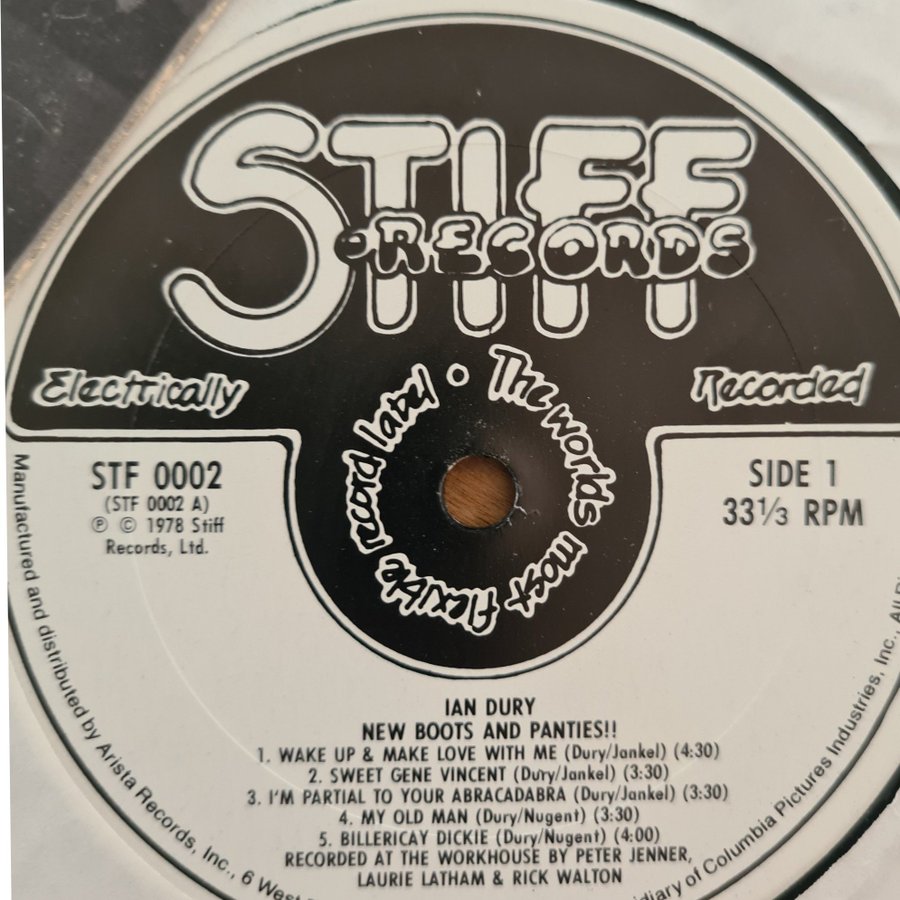 STIFF
•RECORDS
Electrically
Recorded
The worlds most flexible record label •
STF 0002
(STF 0002 A)
℗ © 1978 Stiff
Records, Ltd.
SIDE 1
33⅓ RPM
IAN DURY
NEW BOOTS AND PANTIES!!
1. WAKE UP & MAKE LOVE WITH ME (Dury/Jankel) (4:30)
2. SWEET GENE VINCENT (Dury/Jankel) (3:30)
3. I'M PARTIAL TO YOUR ABRACADABRA (Dury/Jankel) (3:30)
4. MY OLD MAN (Dury/Nugent) (3:30)
5. BILLERICAY DICKIE (Dury/Nugent) (4:00)
RECORDED AT THE WORKHOUSE BY PETER JENNER,
LAURIE LATHAM & RICK WALTON
Manufactured and distributed by Arista Records, Inc., 6 West
of Columbia Pictures Industries, Inc., All